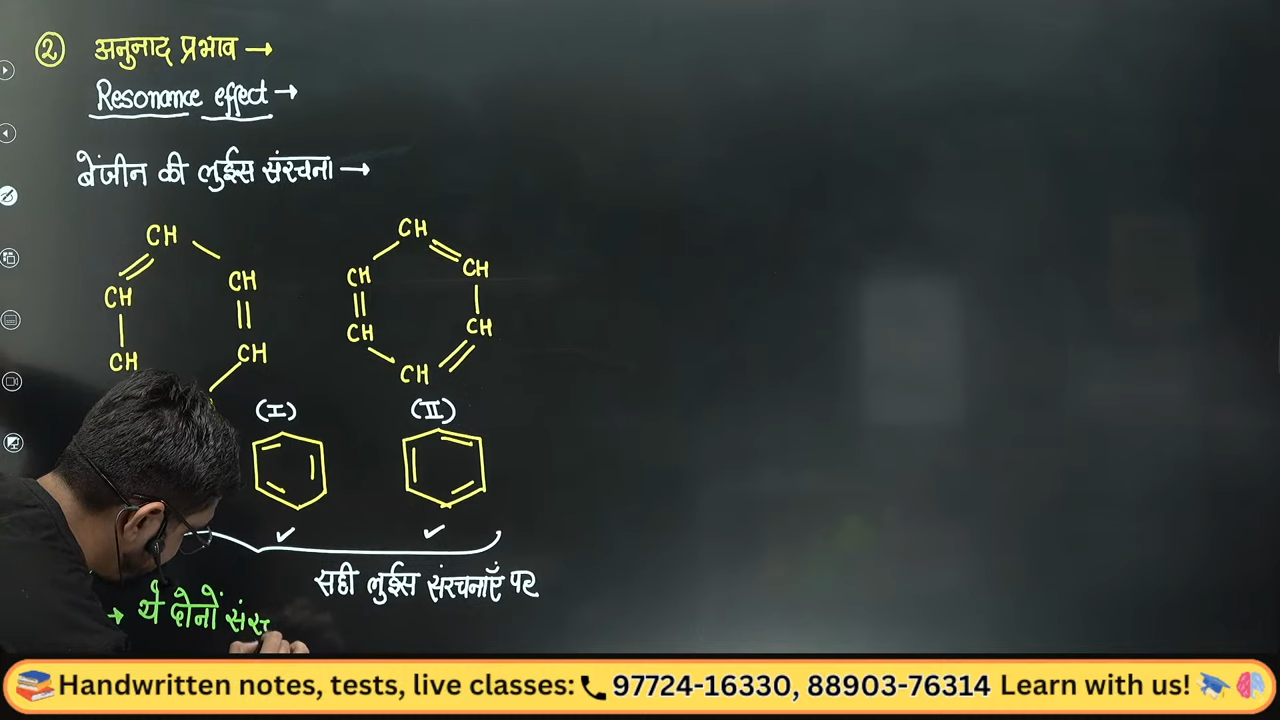 ② अनुनाद प्रभाव →
Resonance effect →
बेंजीन की लुईस संरचना →
CH CH
CH CH
CH CH
CH CH
CH CH
CH
(I) (II)
सही लुईस संरचनाएँ पर
→ ये दोनों
📚Handwritten notes, tests, live classes:📞97724-16330, 88903-76314 Learn with us!🎓🧠